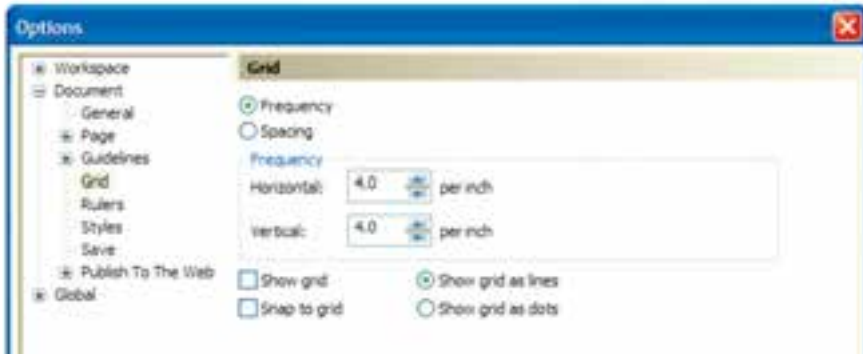 Options
Workspace
Document
General
Page
Guidelines
Grid
Rulers
Styles
Save
Publish To The Web
Global
Grid
Frequency
Spacing
Frequency
Horizontal: 4.0 per inch
Vertical: 4.0 per inch
Show grid Show grid as lines
Snap to grid Show grid as dots